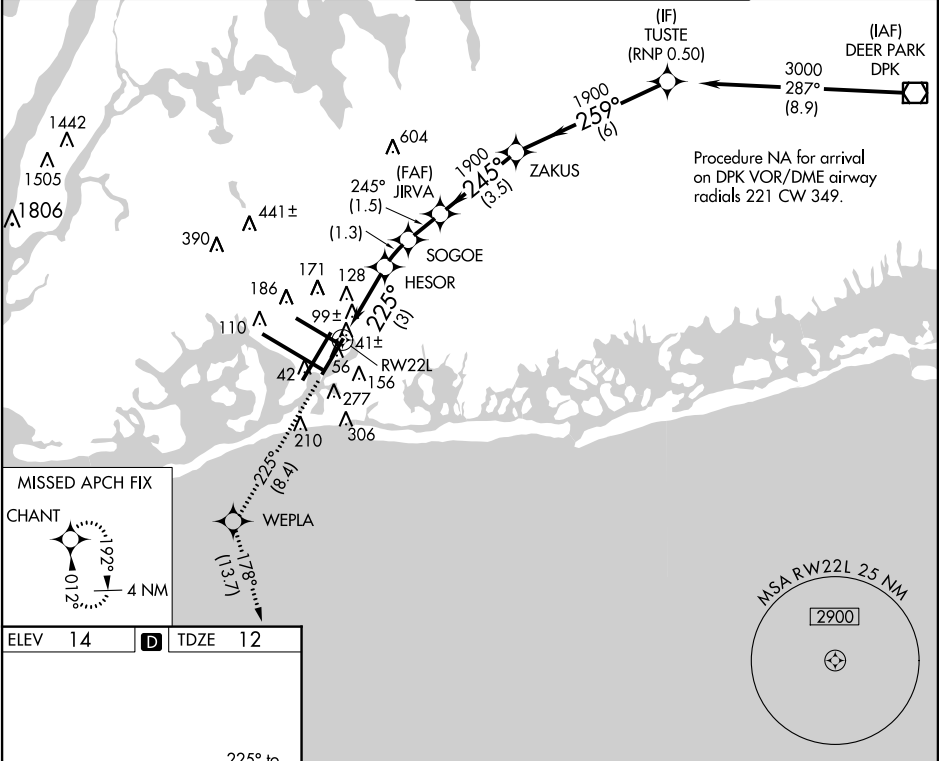 (IF)
TUSTE
(RNP 0.50)
(IAF)
DEER PARK
DPK
3000
287°
(8.9)
1900
259°
(6)
ZAKUS
Procedure NA for arrival
on DPK VOR/DME airway
radials 221 CW 349.
1442
1505
1806
604
(FAF)
JIRVA
1900
245°
(3.5)
245°
(1.5)
(1.3)
441±
390
SOGOE
HESOR
171
128
186
110
99±
225°
(3)
41±
56
RW22L
42
156
277
210
306
225°
(8.4)
WEPLA
178°
(13.7)
MISSED APCH FIX
CHANT
192°
012°
4 NM
MSA RW22L 25 NM
2900
ELEV 14 D TDZE 12
225° to